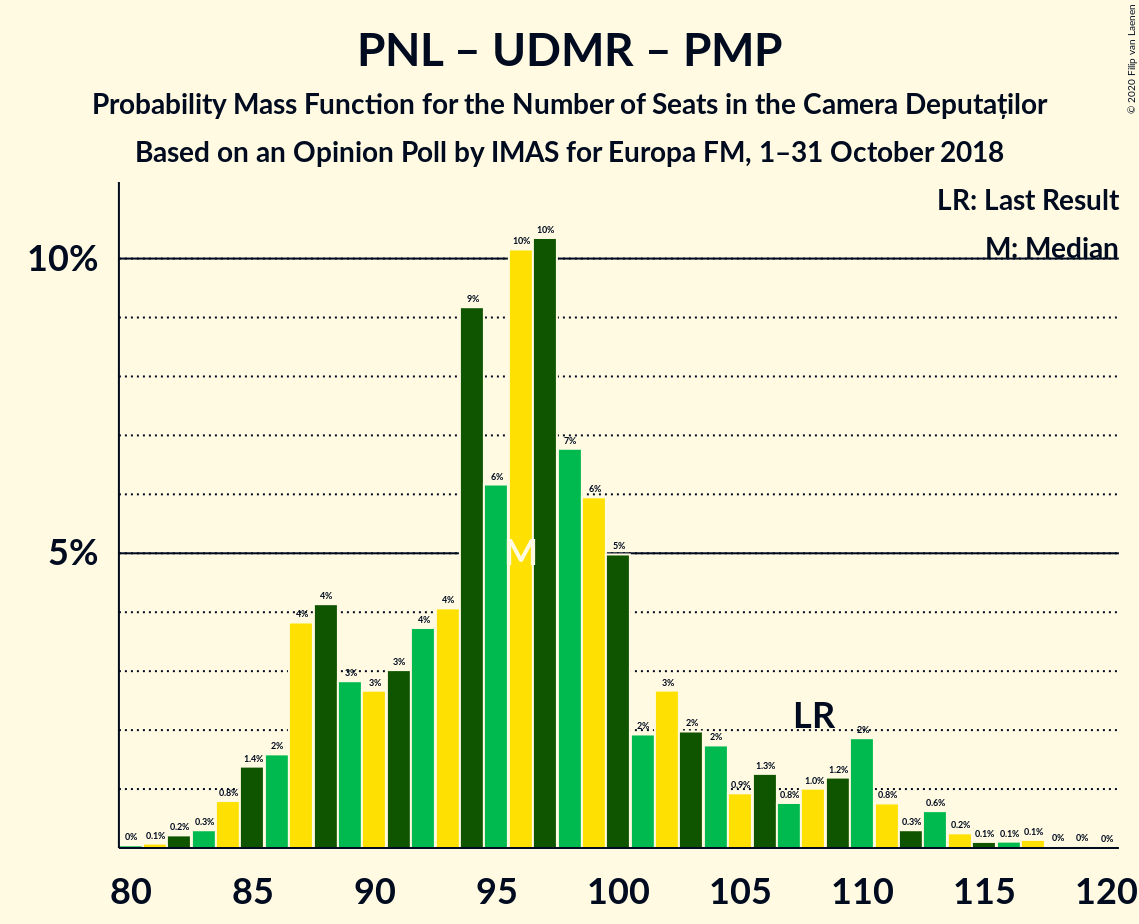 PNL – UDMR – PMP
Probability Mass Function for the Number of Seats in the Camera Deputaților
Based on an Opinion Poll by IMAS for Europa FM, 1–31 October 2018
© 2020 Filip van Laenen
LR: Last Result
M: Median
10%
5%
0% 0.1% 0.2% 0.3% 0.8% 1.4% 2% 4% 4% 3% 3% 3% 4% 4% 9% 6% 10% 10% 7% 6% 5% 2% 3% 2% 2% 0.9% 1.3% 0.8% 1.0% 1.2% 2% 0.8% 0.3% 0.6% 0.2% 0.1% 0.1% 0.1% 0% 0% 0%
M
LR
80 85 90 95 100 105 110 115 120